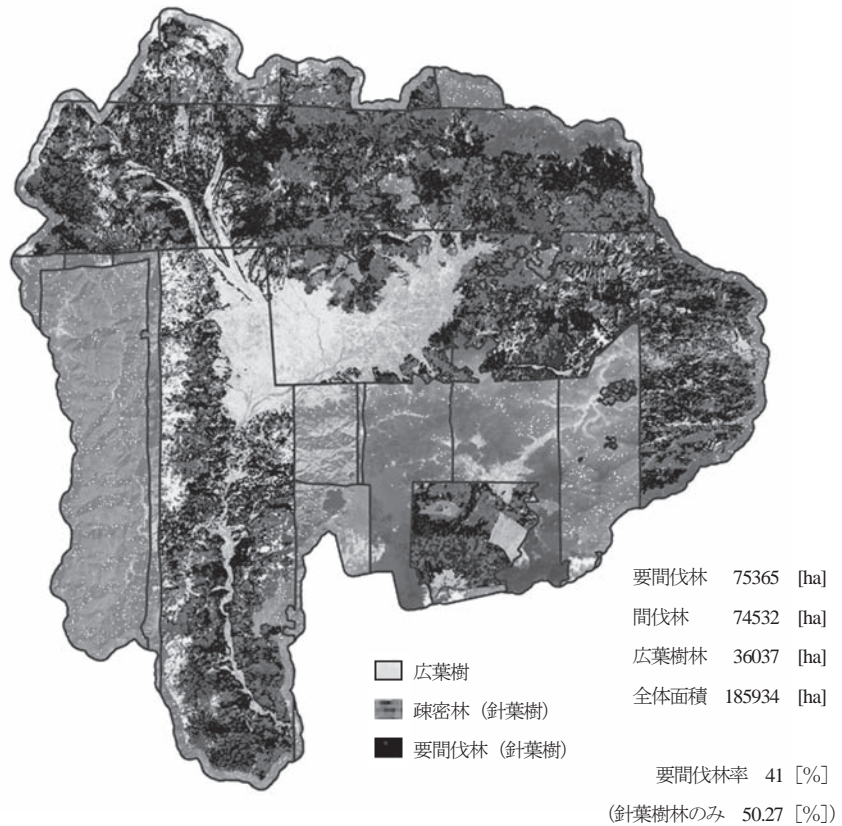 広葉樹
疎密林（針葉樹）
要間伐林（針葉樹）
要間伐林 75365 [ha]
間伐林 74532 [ha]
広葉樹林 36037 [ha]
全体面積 185934 [ha]
要間伐林率 41 [%]
(針葉樹林のみ 50.27 [%])